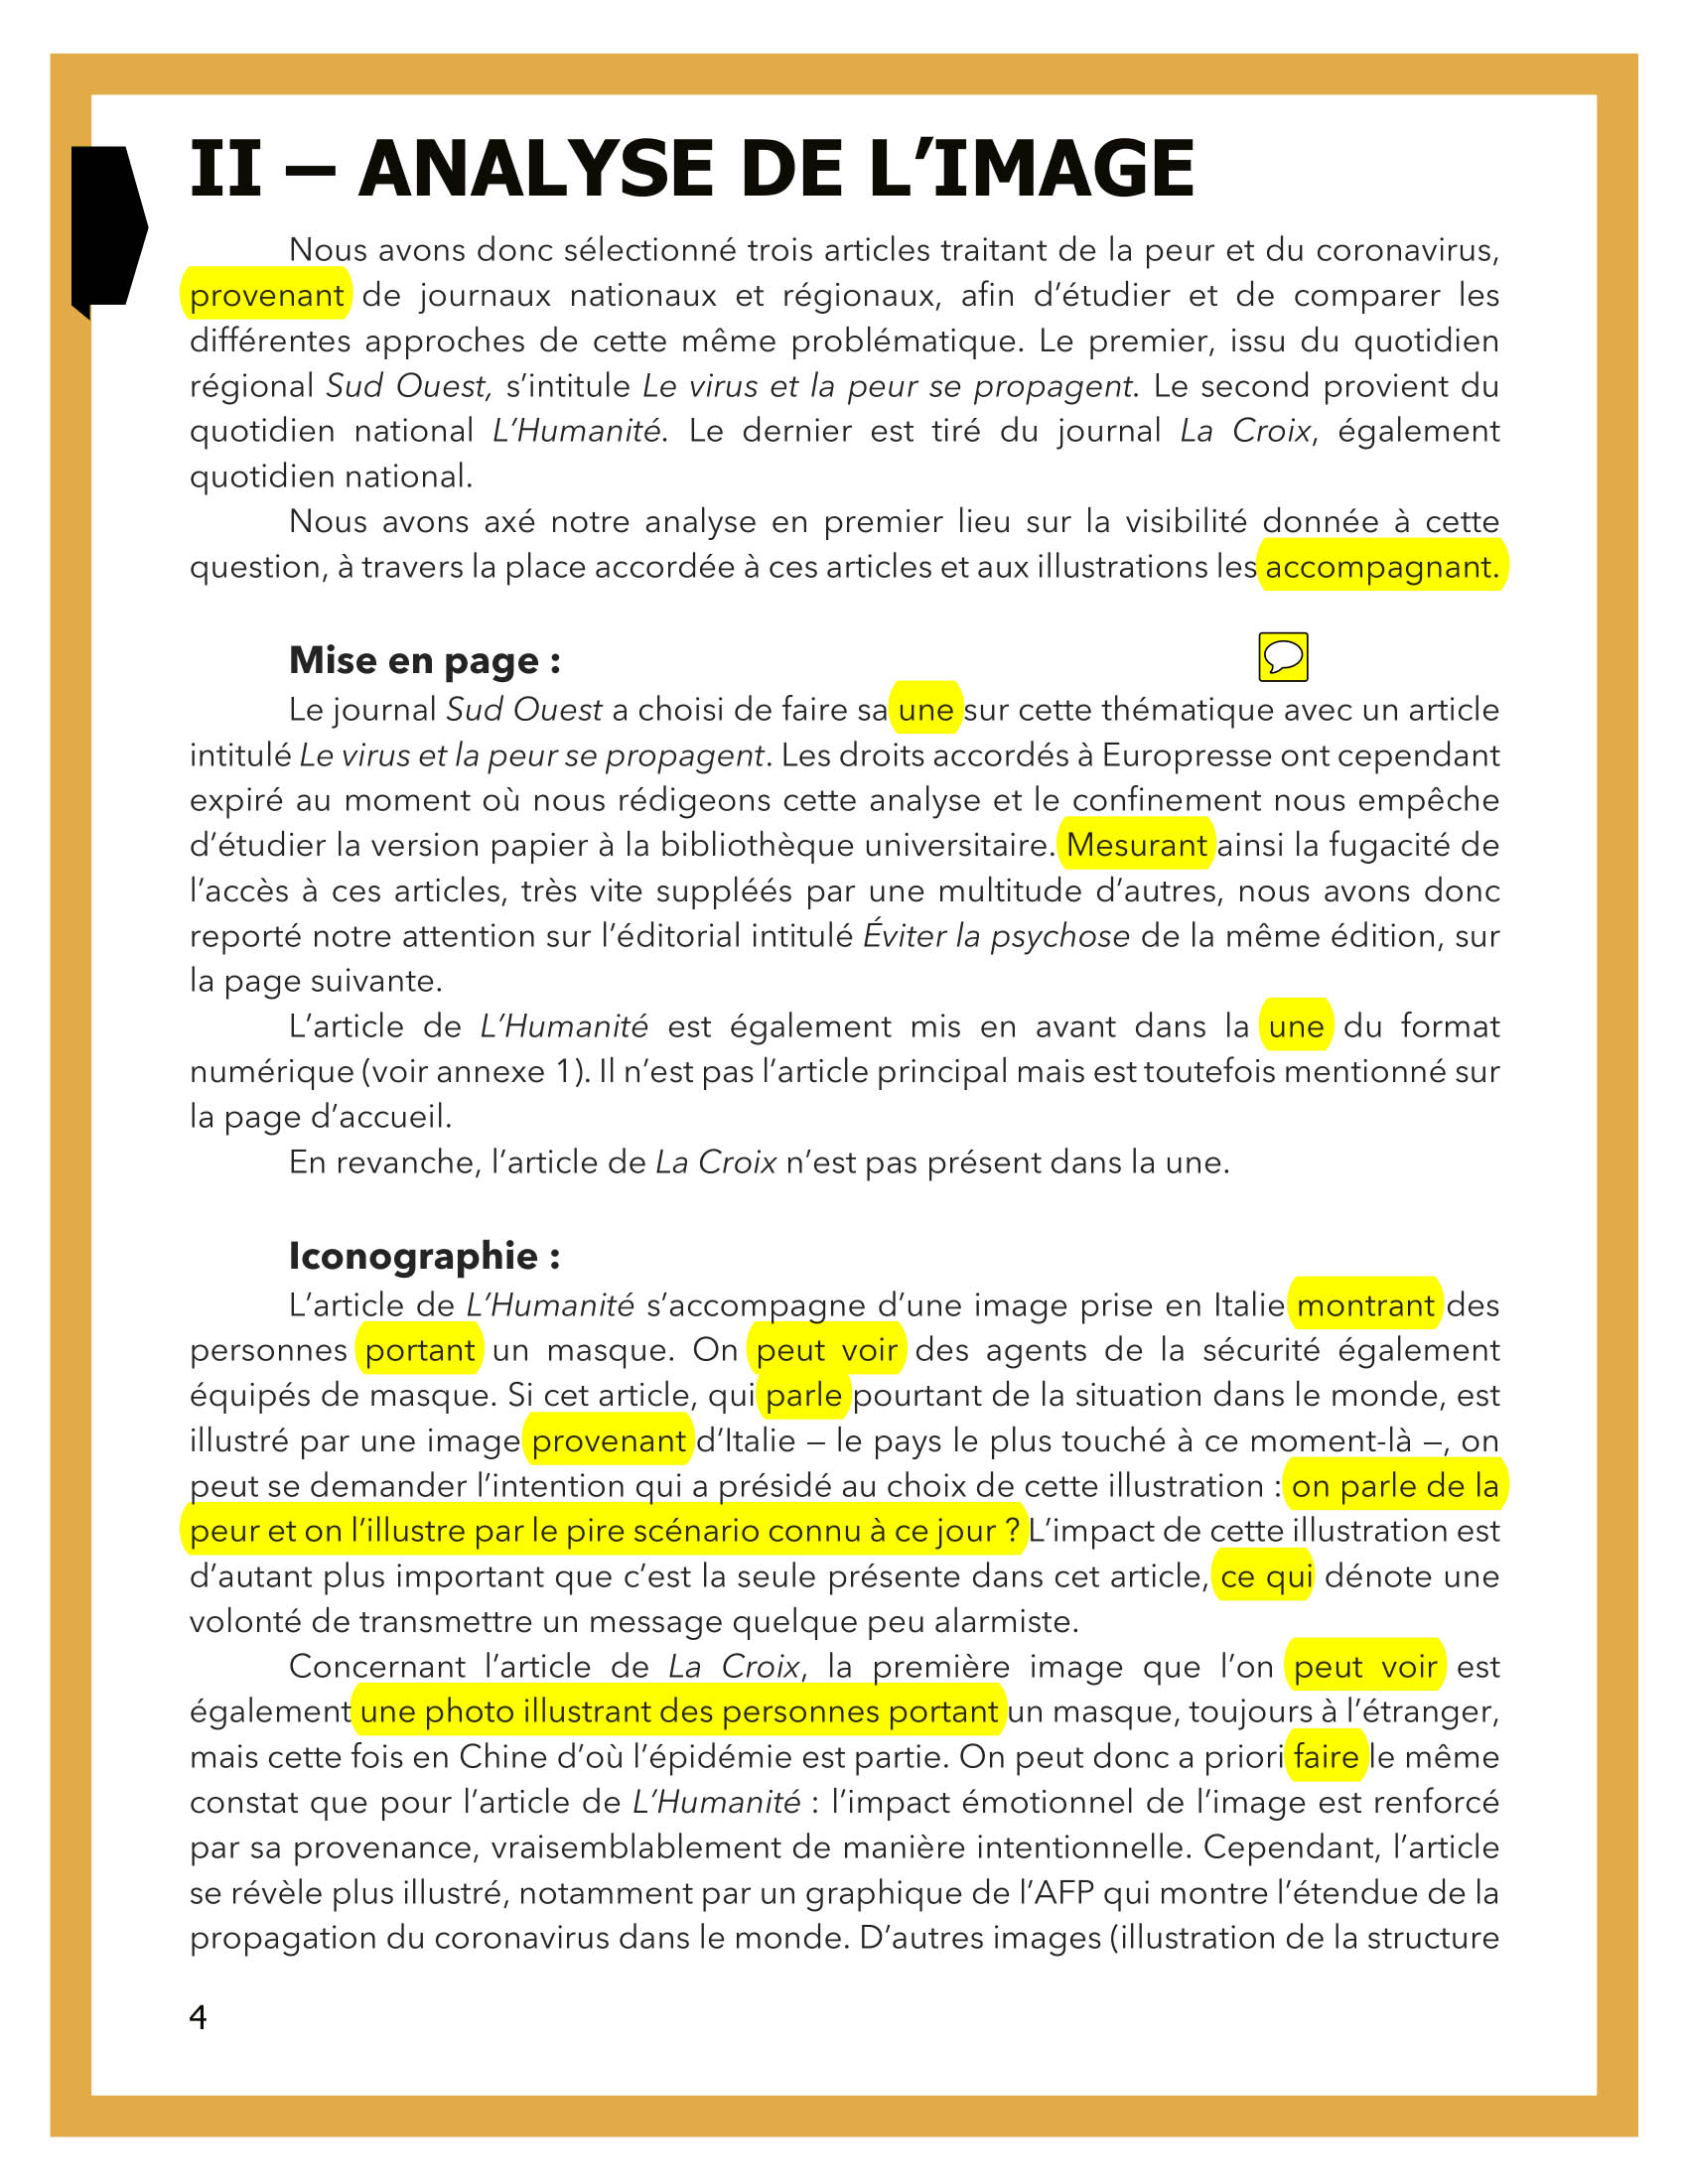 II – ANALYSE DE L’IMAGE
Nous avons donc sélectionné trois articles traitant de la peur et du coronavirus,
provenant de journaux nationaux et régionaux, afin d’étudier et de comparer les
différentes approches de cette même problématique. Le premier, issu du quotidien
régional Sud Ouest, s’intitule Le virus et la peur se propagent. Le second provient du
quotidien national L’Humanité. Le dernier est tiré du journal La Croix, également
quotidien national.
Nous avons axé notre analyse en premier lieu sur la visibilité donnée à cette
question, à travers la place accordée à ces articles et aux illustrations les accompagnant.
Mise en page :
Le journal Sud Ouest a choisi de faire sa une sur cette thématique avec un article
intitulé Le virus et la peur se propagent. Les droits accordés à Europresse ont cependant
expiré au moment où nous rédigeons cette analyse et le confinement nous empêche
d’étudier la version papier à la bibliothèque universitaire. Mesurant ainsi la fugacité de
l’accès à ces articles, très vite suppléés par une multitude d’autres, nous avons donc
reporté notre attention sur l’éditorial intitulé Éviter la psychose de la même édition, sur
la page suivante.
L’article de L’Humanité est également mis en avant dans la une du format
numérique (voir annexe 1). Il n’est pas l’article principal mais est toutefois mentionné sur
la page d’accueil.
En revanche, l’article de La Croix n’est pas présent dans la une.
Iconographie :
L’article de L’Humanité s’accompagne d’une image prise en Italie montrant des
personnes portant un masque. On peut voir des agents de la sécurité également
équipés de masque. Si cet article, qui parle pourtant de la situation dans le monde, est
illustré par une image provenant d’Italie – le pays le plus touché à ce moment-là –, on
peut se demander l’intention qui a présidé au choix de cette illustration : on parle de la
peur et on l’illustre par le pire scénario connu à ce jour ? L’impact de cette illustration est
d’autant plus important que c’est la seule présente dans cet article, ce qui dénote une
volonté de transmettre un message quelque peu alarmiste.
Concernant l’article de La Croix, la première image que l’on peut voir est
également une photo illustrant des personnes portant un masque, toujours à l’étranger,
mais cette fois en Chine d’où l’épidémie est partie. On peut donc a priori faire le même
constat que pour l’article de L’Humanité : l’impact émotionnel de l’image est renforcé
par sa provenance, vraisemblablement de manière intentionnelle. Cependant, l’article
se révèle plus illustré, notamment par un graphique de l’AFP qui montre l’étendue de la
propagation du coronavirus dans le monde. D’autres images (illustration de la structure
4